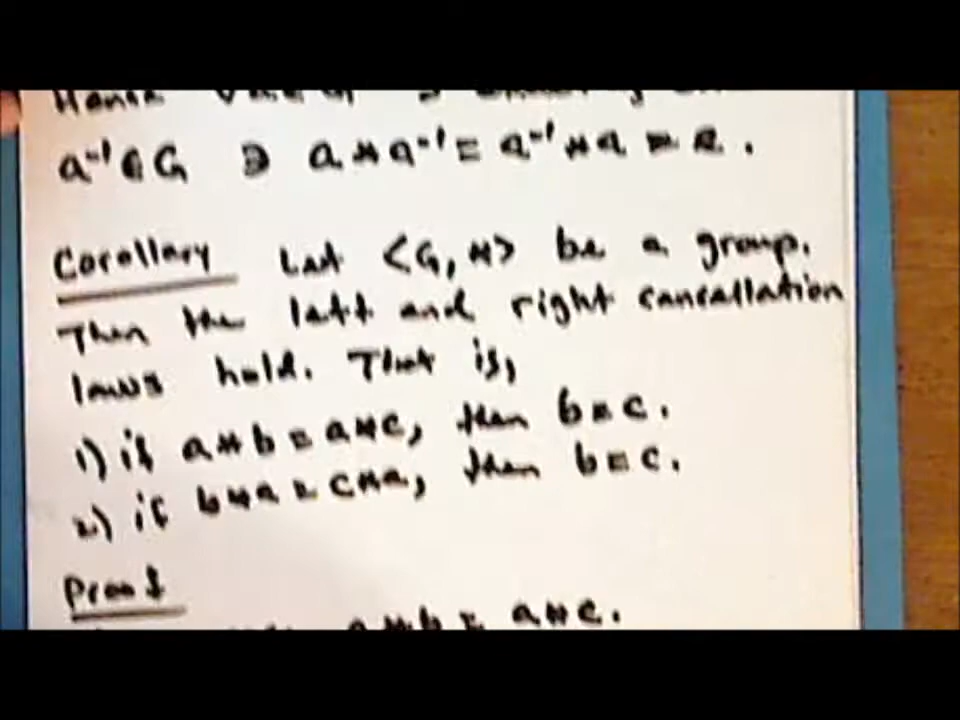 Hence ∀ a ∈ G, ∃
a⁻¹ ∈ G ∋ a * a⁻¹ = a⁻¹ * a = e.
Corollary Let <G, *> be a group.
Then the left and right cancellation
laws hold. That is,
1) if a * b = a * c, then b = c.
2) if b * a = c * a, then b = c.
Proof
a * b = a * c.